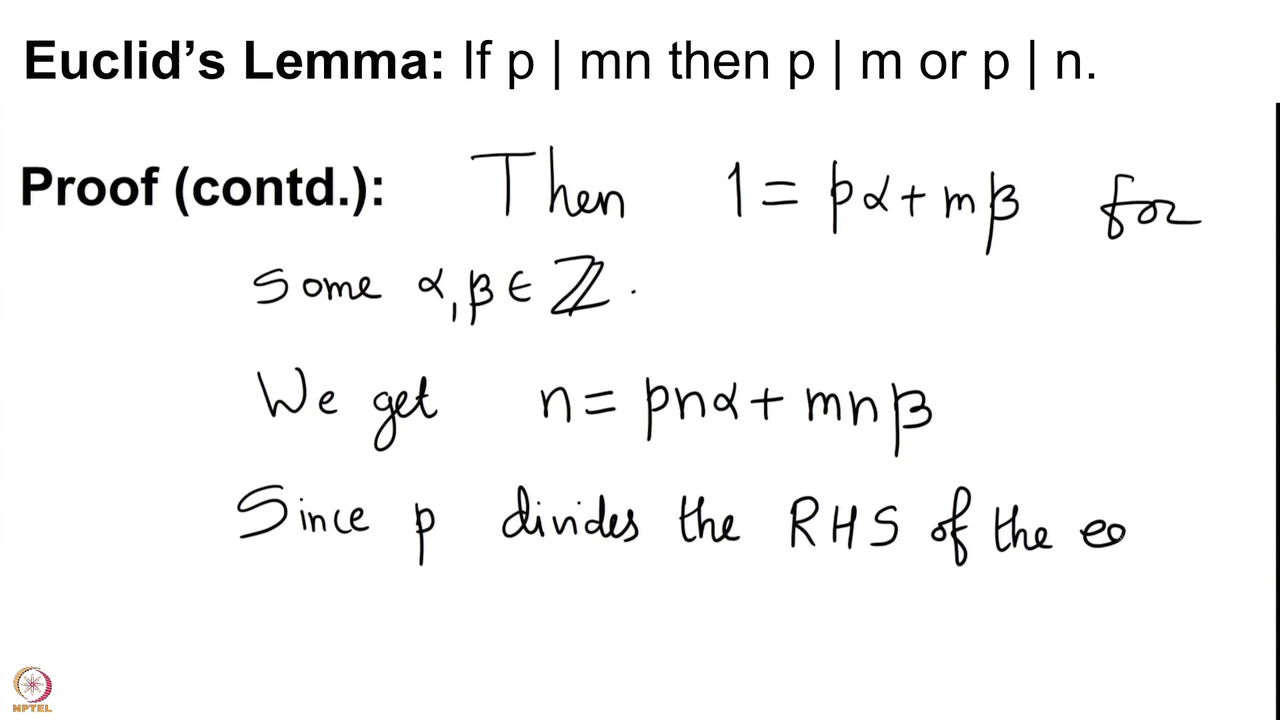 Euclid's Lemma: If p | mn then p | m or p | n.
Proof (contd.): Then 1 = pα + mβ for
some α, β ∈ ℤ.
We get n = pnα + mnβ
Since p divides the RHS of the
NPTEL